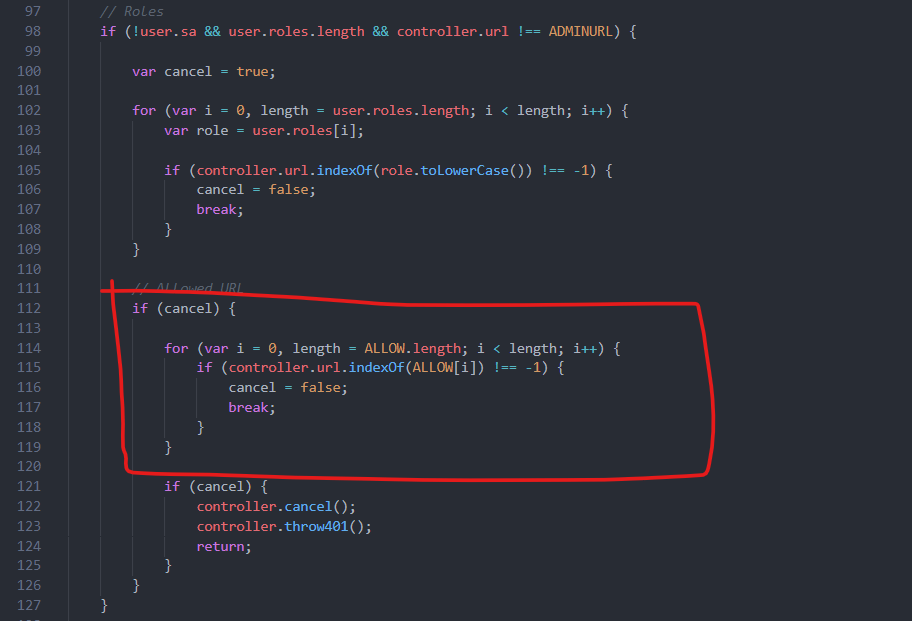 97 // Roles
98 if (!user.sa && user.roles.length && controller.url !== ADMINURL) {
99
100 var cancel = true;
101
102 for (var i = 0, length = user.roles.length; i < length; i++) {
103 var role = user.roles[i];
104
105 if (controller.url.indexOf(role.toLowerCase()) !== -1) {
106 cancel = false;
107 break;
108 }
109 }
110
111 // Allowed URL
112 if (cancel) {
113
114 for (var i = 0, length = ALLOW.length; i < length; i++) {
115 if (controller.url.indexOf(ALLOW[i]) !== -1) {
116 cancel = false;
117 break;
118 }
119 }
120
121 if (cancel) {
122 controller.cancel();
123 controller.throw401();
124 return;
125 }
126 }
127 }